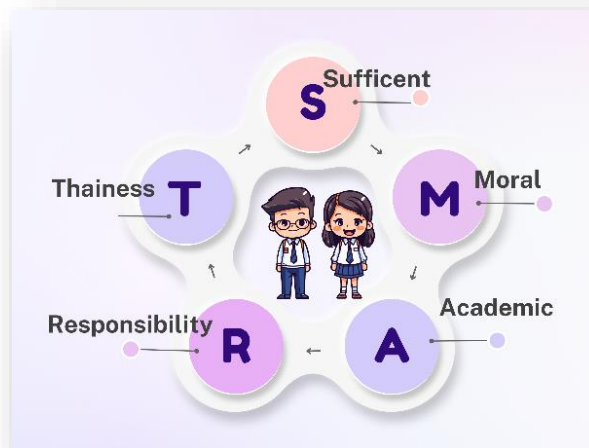 S
Sufficent
M
Moral
A
Academic
R
Responsibility
T
Thainess